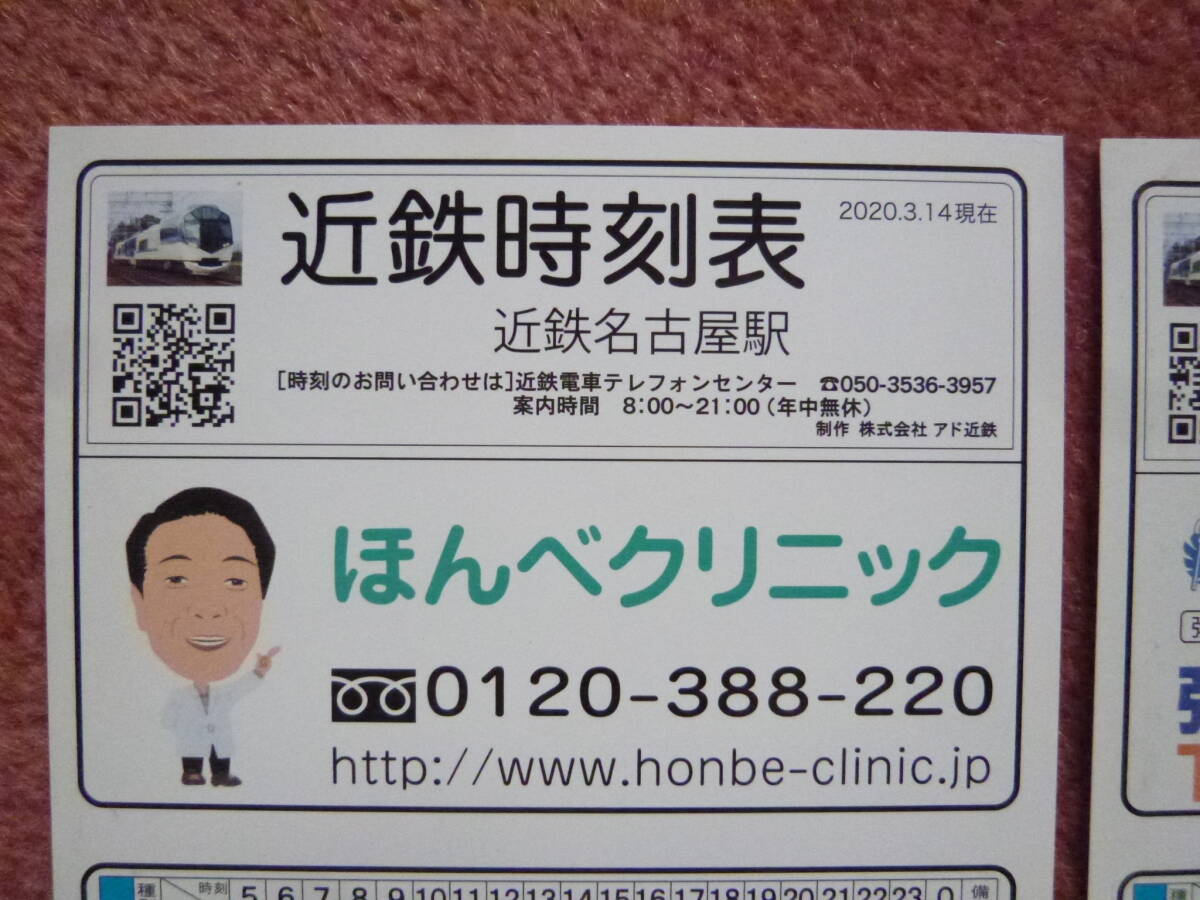 近鉄時刻表
2020.3.14現在
近鉄名古屋駅
[時刻のお問い合わせは]近鉄電車テレフォンセンター ☎050-3536-3957
案内時間 8:00〜21:00(年中無休)
制作 株式会社 アド近鉄
ほんべクリニック
0120-388-220
http://www.honbe-clinic.jp
種 時刻 5 6 7 8 9 10 11 12 13 14 15 16 17 18 19 20 21 22 23 0 備